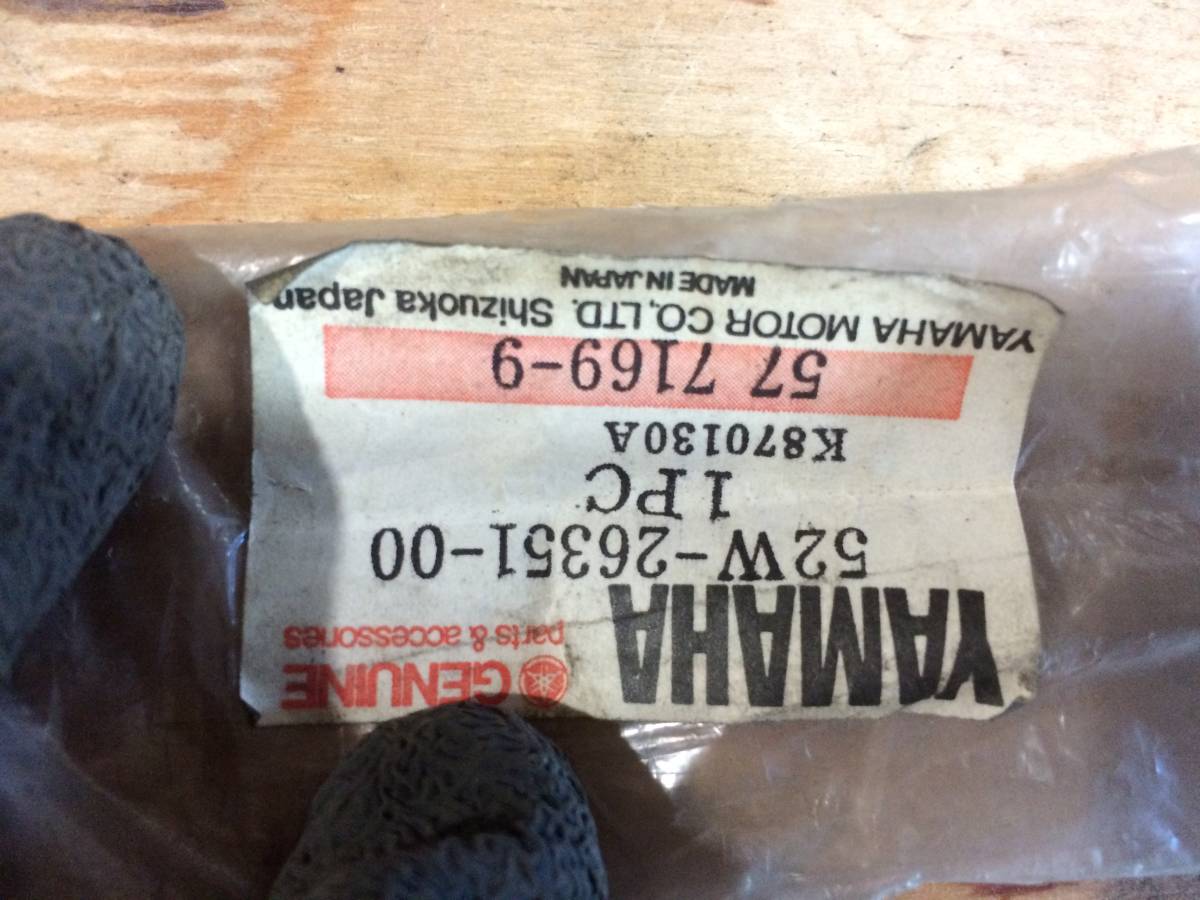 YAMAHA GENUINE
parts & accessories
52W-26351-00
1PC
K870130A
57 7169-9
YAMAHA MOTOR CO.,LTD. Shizuoka Japan
MADE IN JAPAN